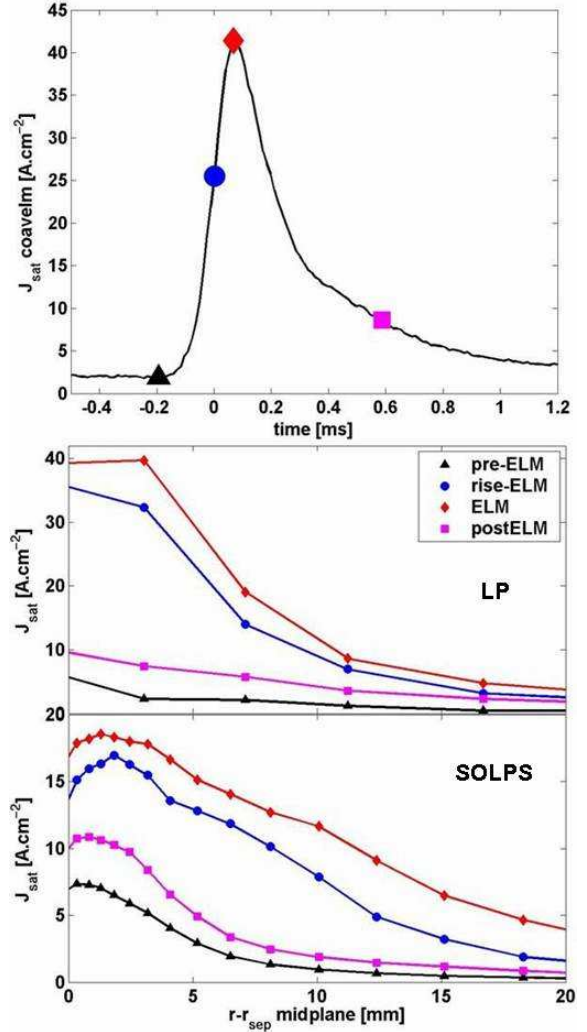 45
40
35
30
25
20
15
10
5
0
J_sat coavelm [A.cm⁻²]
-0.4 -0.2 0 0.2 0.4 0.6 0.8 1 1.2
time [ms]
40
30
20
10
20
J_sat [A.cm⁻²]
pre-ELM
rise-ELM
ELM
postELM
LP
15
10
5
0
J_sat [A.cm⁻²]
SOLPS
0 5 10 15 20
r-r_sep midplane [mm]